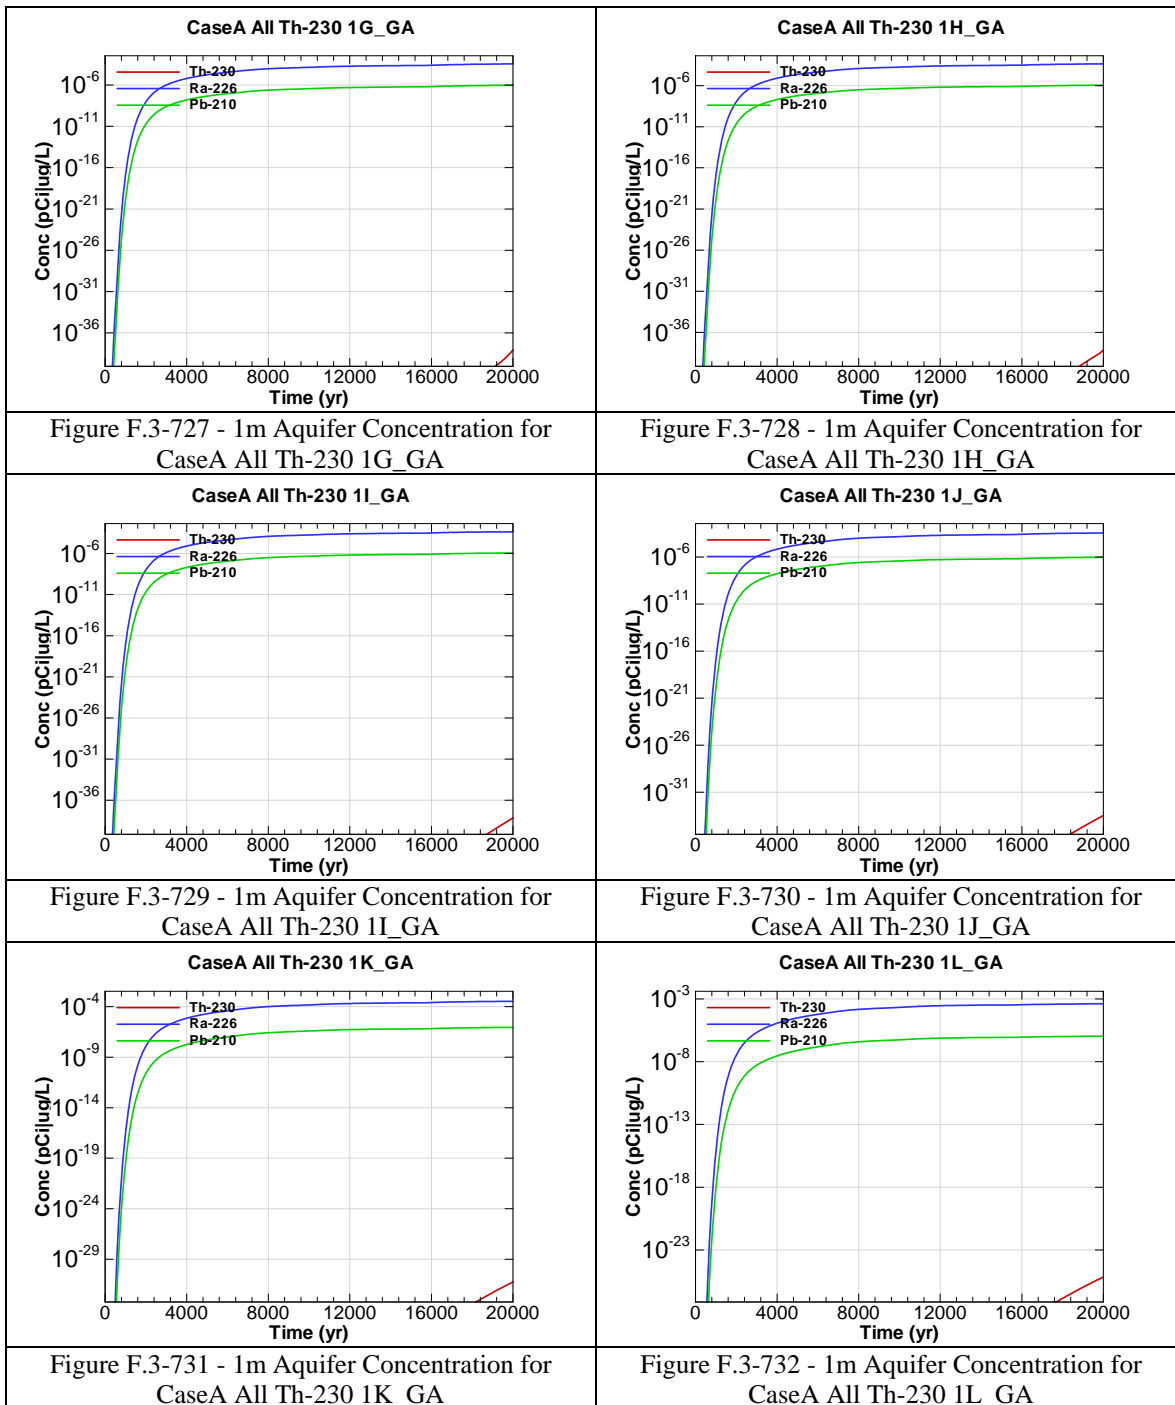 CaseA All Th-230 1G_GA
Th-230
Ra-226
Pb-210
10-6
10-11
10-16
10-21
10-26
10-31
10-36
Conc (pCi|ug/L)
0 4000 8000 12000 16000 20000
Time (yr)
Figure F.3-727 - 1m Aquifer Concentration for
CaseA All Th-230 1G_GA
CaseA All Th-230 1H_GA
Th-230
Ra-226
Pb-210
10-6
10-11
10-16
10-21
10-26
10-31
10-36
Conc (pCi|ug/L)
0 4000 8000 12000 16000 20000
Time (yr)
Figure F.3-728 - 1m Aquifer Concentration for
CaseA All Th-230 1H_GA
CaseA All Th-230 1I_GA
Th-230
Ra-226
Pb-210
10-6
10-11
10-16
10-21
10-26
10-31
10-36
Conc (pCi|ug/L)
0 4000 8000 12000 16000 20000
Time (yr)
Figure F.3-729 - 1m Aquifer Concentration for
CaseA All Th-230 1I_GA
CaseA All Th-230 1J_GA
Th-230
Ra-226
Pb-210
10-6
10-11
10-16
10-21
10-26
10-31
Conc (pCi|ug/L)
0 4000 8000 12000 16000 20000
Time (yr)
Figure F.3-730 - 1m Aquifer Concentration for
CaseA All Th-230 1J_GA
CaseA All Th-230 1K_GA
Th-230
Ra-226
Pb-210
10-4
10-9
10-14
10-19
10-24
10-29
Conc (pCi|ug/L)
0 4000 8000 12000 16000 20000
Time (yr)
Figure F.3-731 - 1m Aquifer Concentration for
CaseA All Th-230 1K_GA
CaseA All Th-230 1L_GA
Th-230
Ra-226
Pb-210
10-3
10-8
10-13
10-18
10-23
Conc (pCi|ug/L)
0 4000 8000 12000 16000 20000
Time (yr)
Figure F.3-732 - 1m Aquifer Concentration for
CaseA All Th-230 1L_GA